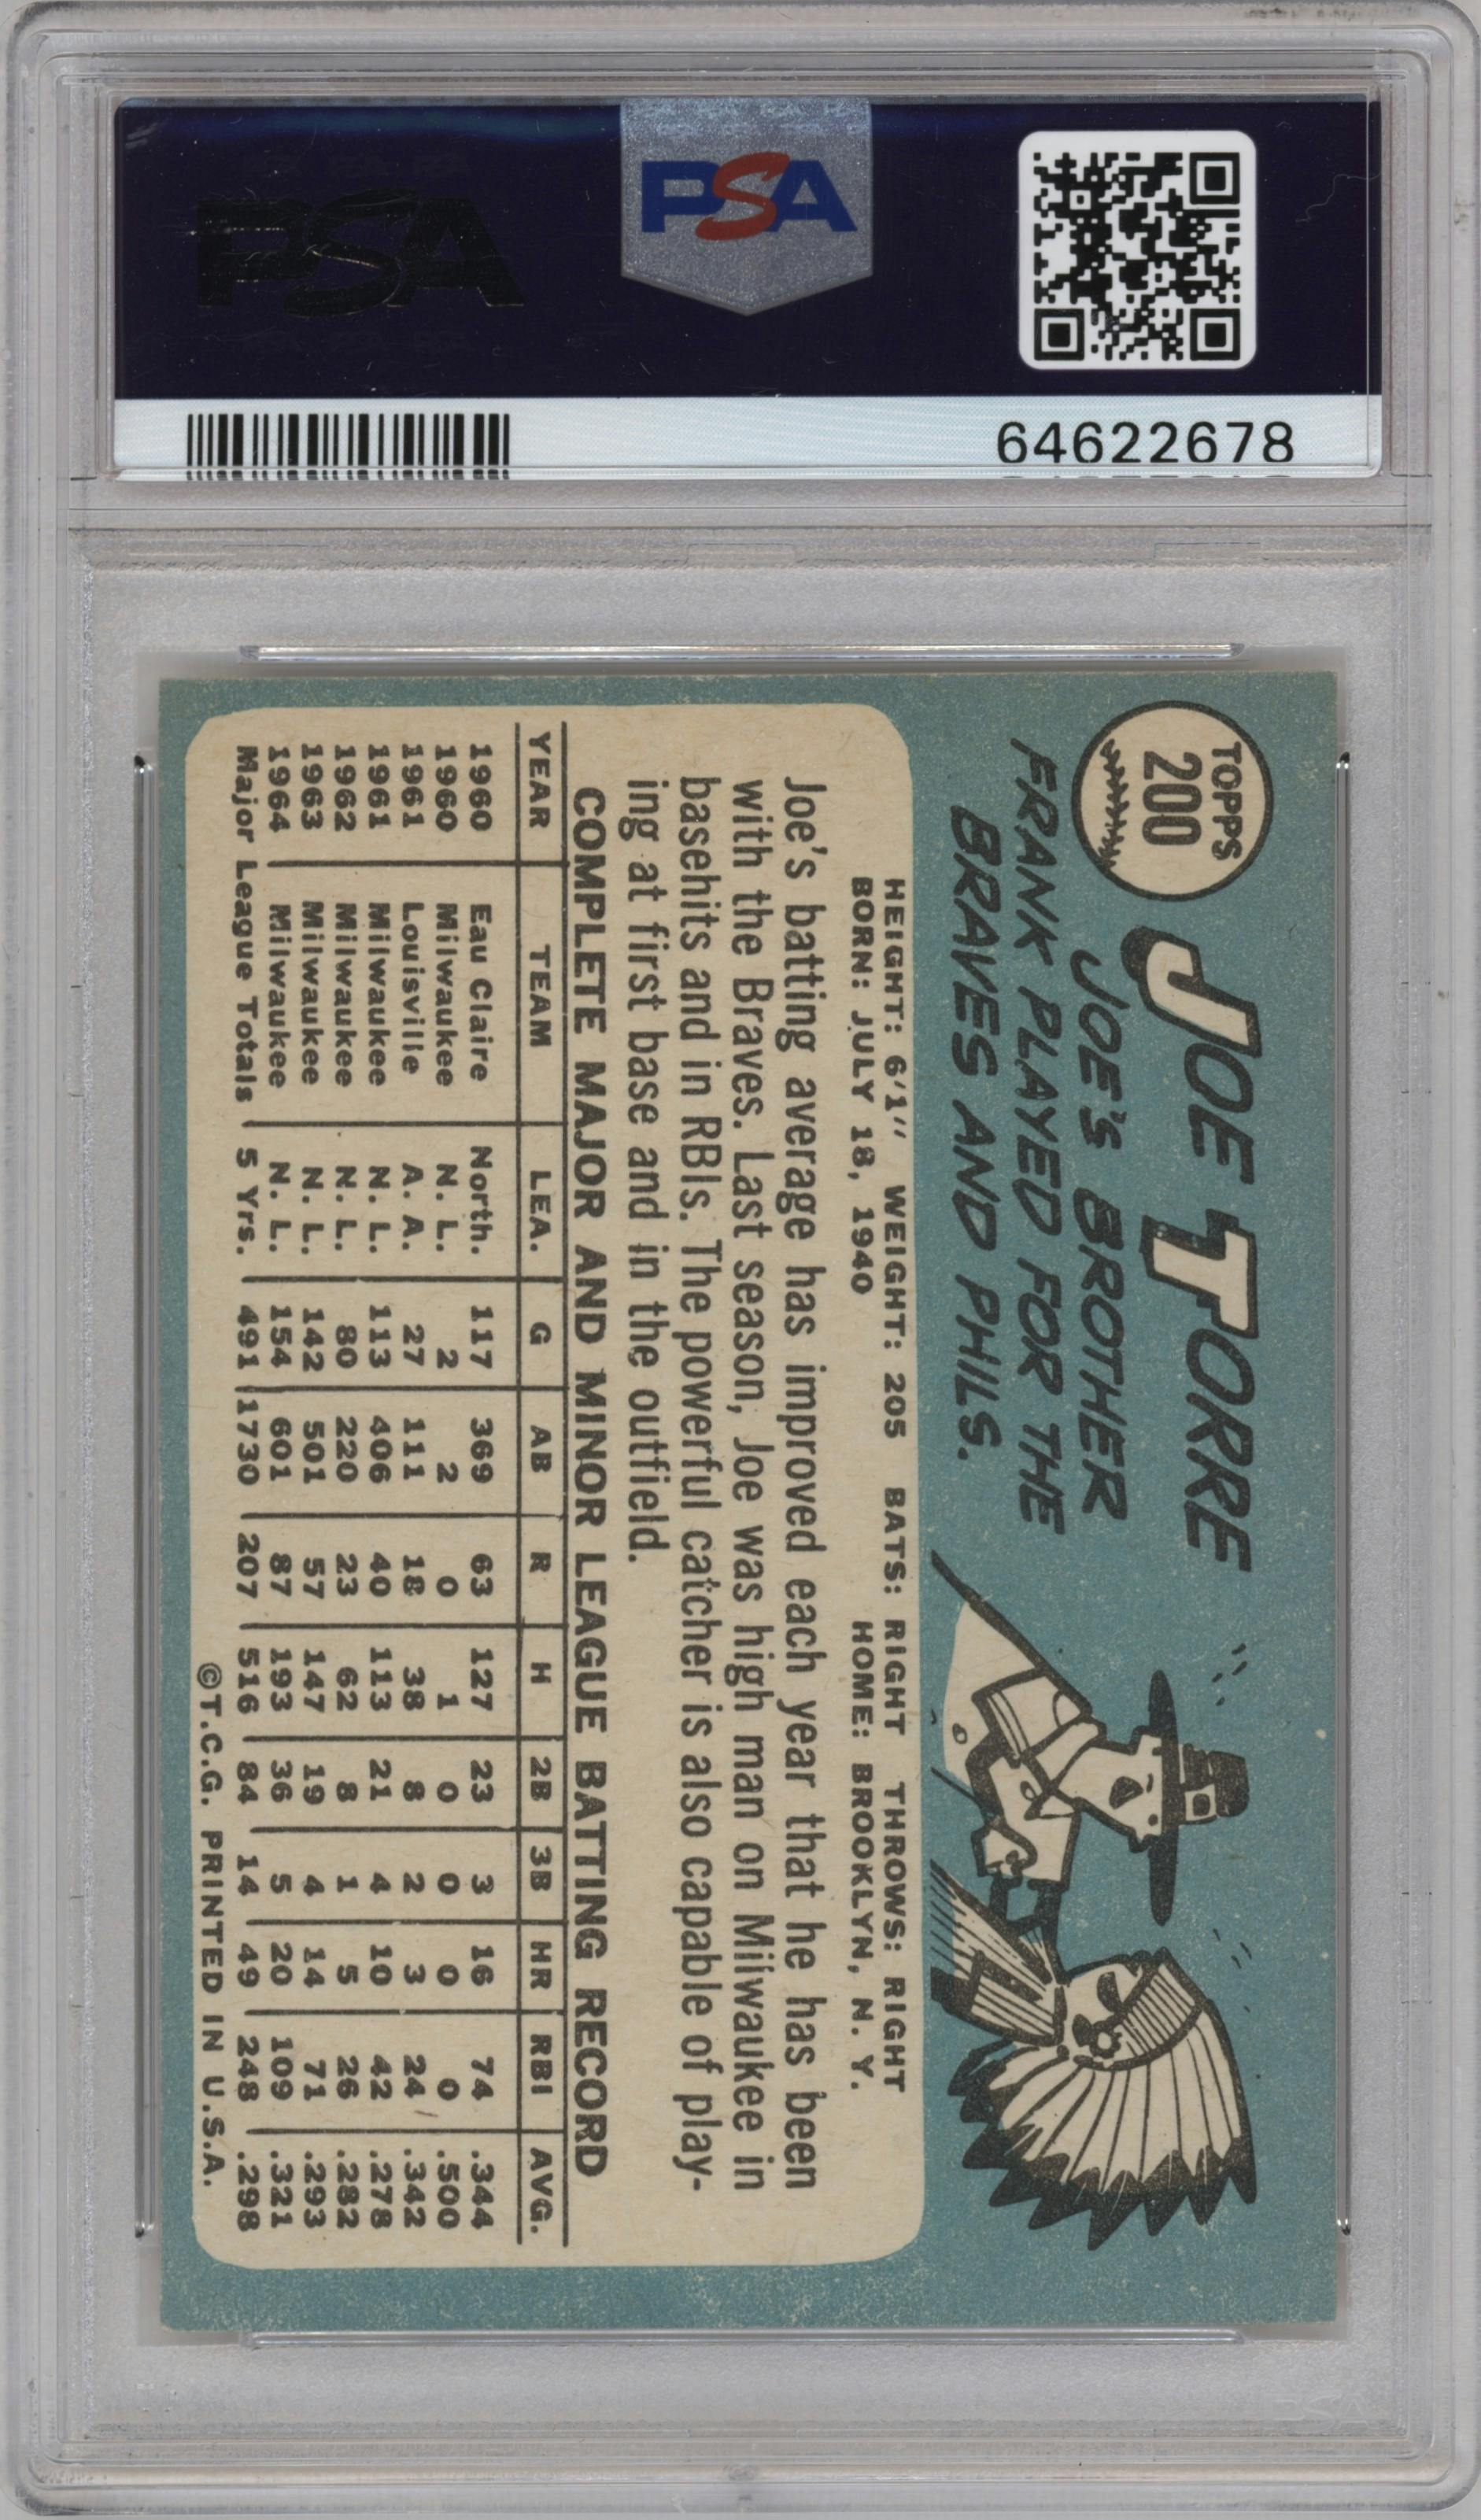 PSA
PSA
64622678
TOPPS
200
JOE TORRE
JOE'S BROTHER
FRANK PLAYED FOR THE
BRAVES AND PHILS.
HEIGHT: 6'1" WEIGHT: 205 BATS: RIGHT THROWS: RIGHT
BORN: JULY 18, 1940 HOME: BROOKLYN, N. Y.
Joe's batting average has improved each year that he has been
with the Braves. Last season, Joe was high man on Milwaukee in
basehits and in RBIs. The powerful catcher is also capable of play-
ing at first base and in the outfield.
COMPLETE MAJOR AND MINOR LEAGUE BATTING RECORD
YEAR TEAM LEA. G AB R H 2B 3B HR RBI AVG.
1960 Eau Claire North. 117 369 63 127 23 3 16 74 .344
1960 Milwaukee N. L. 2 2 0 1 0 0 0 0 .500
1961 Louisville A. A. 27 111 18 38 8 2 3 24 .342
1961 Milwaukee N. L. 113 406 40 113 21 4 10 42 .278
1962 Milwaukee N. L. 80 220 23 62 8 1 5 26 .282
1963 Milwaukee N. L. 142 501 57 147 19 4 14 71 .293
1964 Milwaukee N. L. 154 601 87 193 36 5 20 109 .321
Major League Totals 5 Yrs. 491 1730 207 516 84 14 49 248 .298
©T.C.G. PRINTED IN U.S.A.